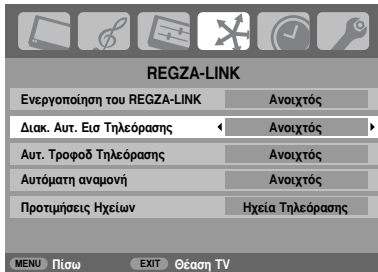 REGZA-LINK
Ενεργοποίηση του REGZA-LINK Ανοιχτός
Διακ. Αυτ. Εισ Τηλεόρασης Ανοιχτός
Αυτ. Τροφοδ Τηλεόρασης Ανοιχτός
Αυτόματη αναμονή Ανοιχτός
Προτιμήσεις Ηχείων Ηχεία Τηλεόρασης
MENU Πίσω EXIT Θέαση TV